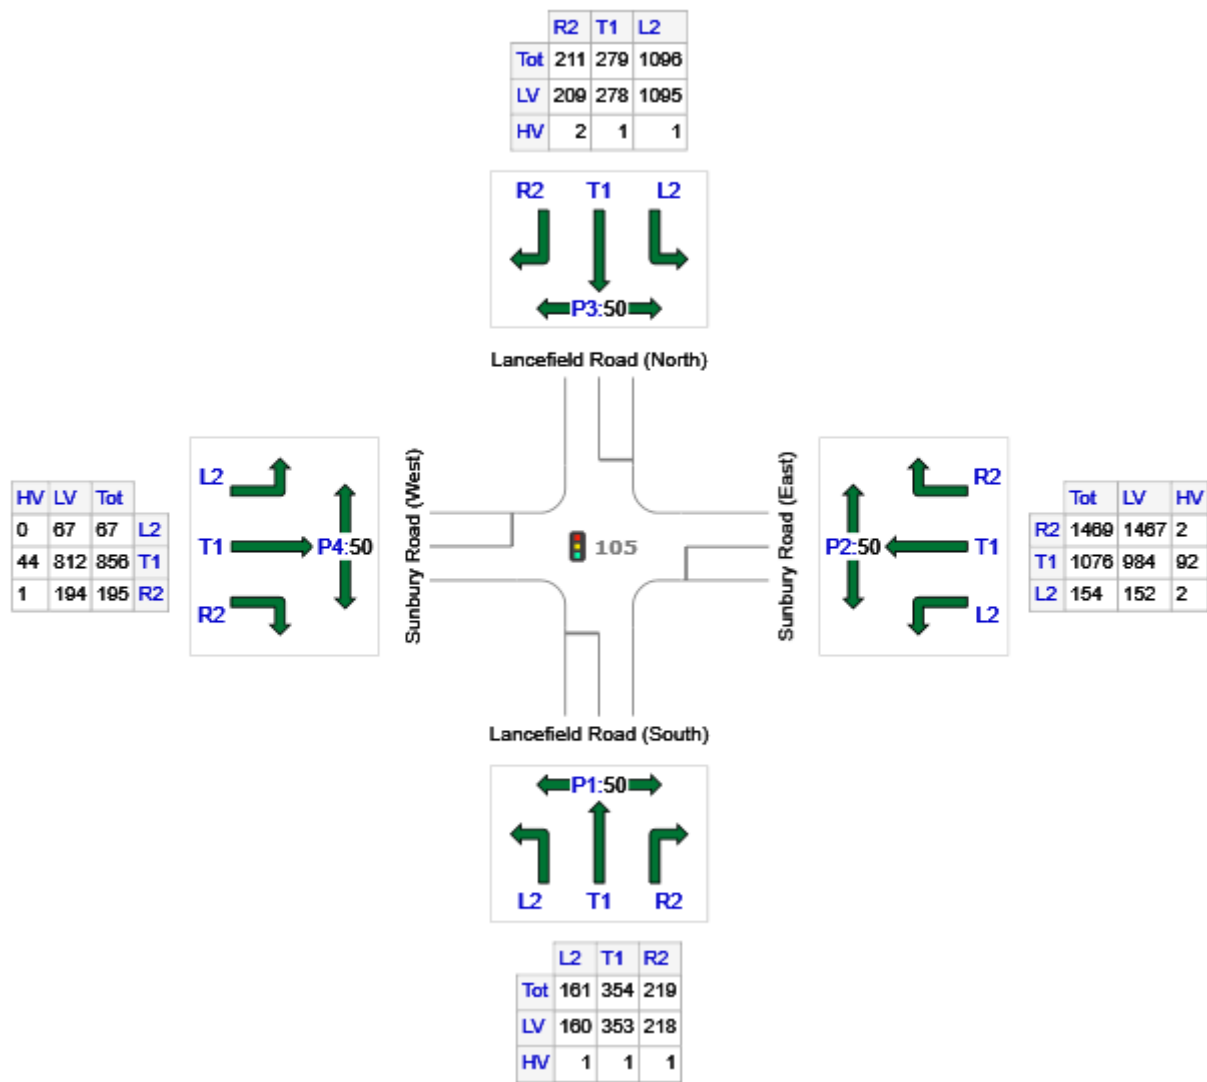 R2 T1 L2
Tot 211 279 1096
LV 209 278 1095
HV 2 1 1
R2 T1 L2
P3:50
Lancefield Road (North)
HV LV Tot
0 67 67 L2
44 812 856 T1
1 194 195 R2
L2
T1
R2
P4:50
Sunbury Road (West)
105
Sunbury Road (East)
P2:50
R2
T1
L2
Tot LV HV
R2 1469 1467 2
T1 1076 984 92
L2 154 152 2
Lancefield Road (South)
P1:50
L2 T1 R2
L2 T1 R2
Tot 161 354 219
LV 160 353 218
HV 1 1 1